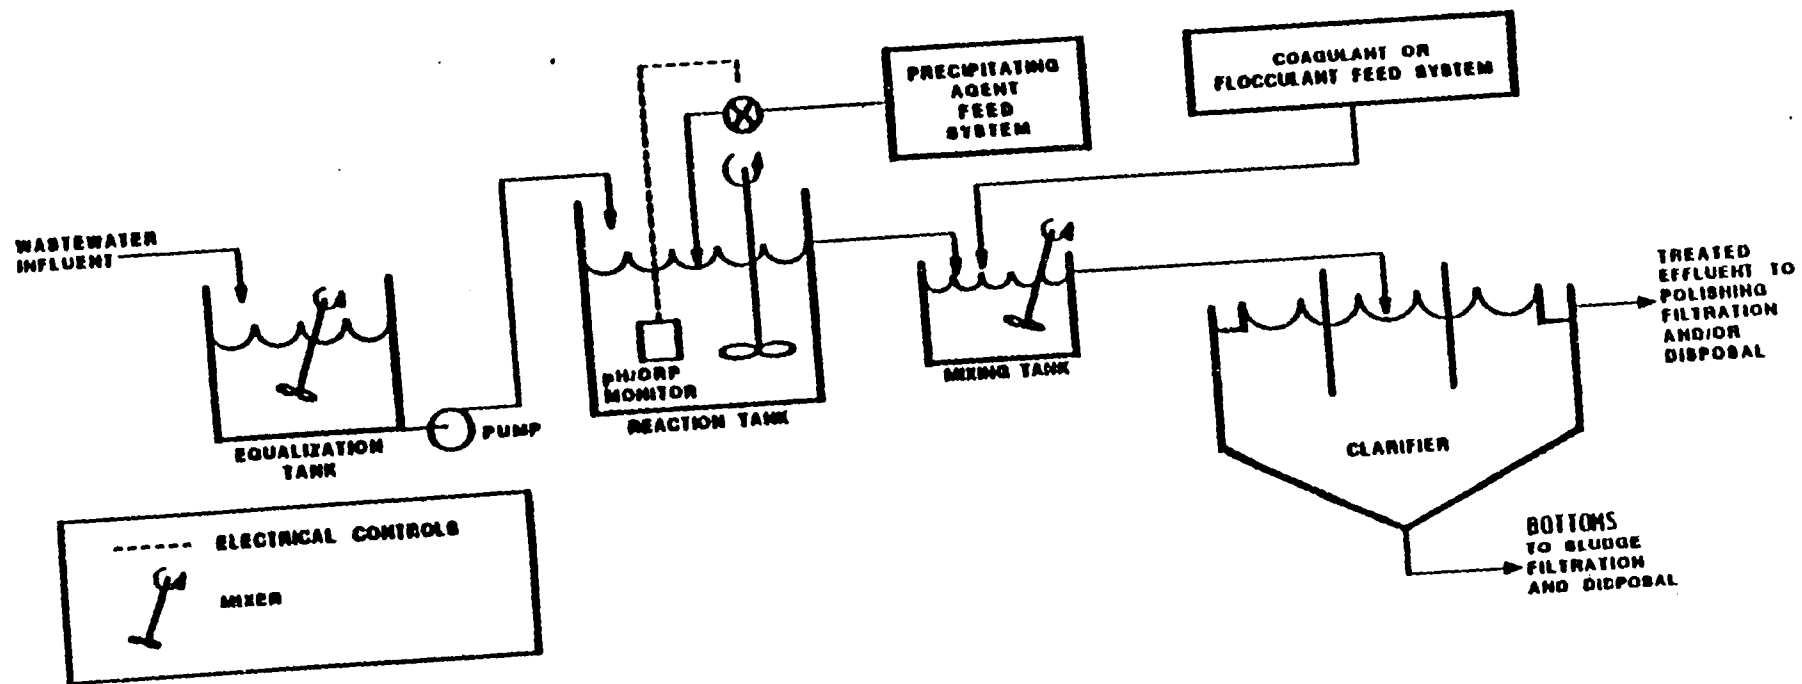 PRECIPITATING
AGENT
FEED
SYSTEM
COAGULANT OR
FLOCCULANT FEED SYSTEM
WASTEWATER
INFLUENT
TREATED
EFFLUENT TO
POLISHING
FILTRATION
AND/OR
DISPOSAL
pH/ORP
MONITOR
MIXING TANK
REACTION TANK
PUMP
EQUALIZATION
TANK
CLARIFIER
BOTTOMS
TO SLUDGE
FILTRATION
AND DISPOSAL
ELECTRICAL CONTROLS
MIXER